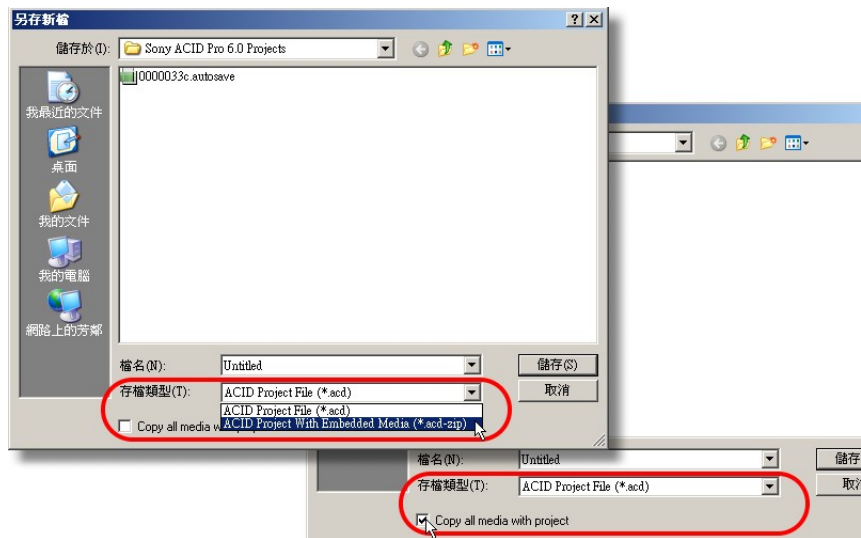 另存新檔
儲存於(I):
Sony ACID Pro 6.0 Projects
0000033c.autosave
我最近的文件
桌面
我的文件
我的電腦
網路上的芳鄰
檔名(N):
Untitled
儲存(S)
存檔類型(T):
ACID Project File (*.acd)
取消
ACID Project File (*.acd)
ACID Project With Embedded Media (*.acd-zip)
Copy all media
檔名(N):
Untitled
儲存
存檔類型(T):
ACID Project File (*.acd)
取消
Copy all media with project